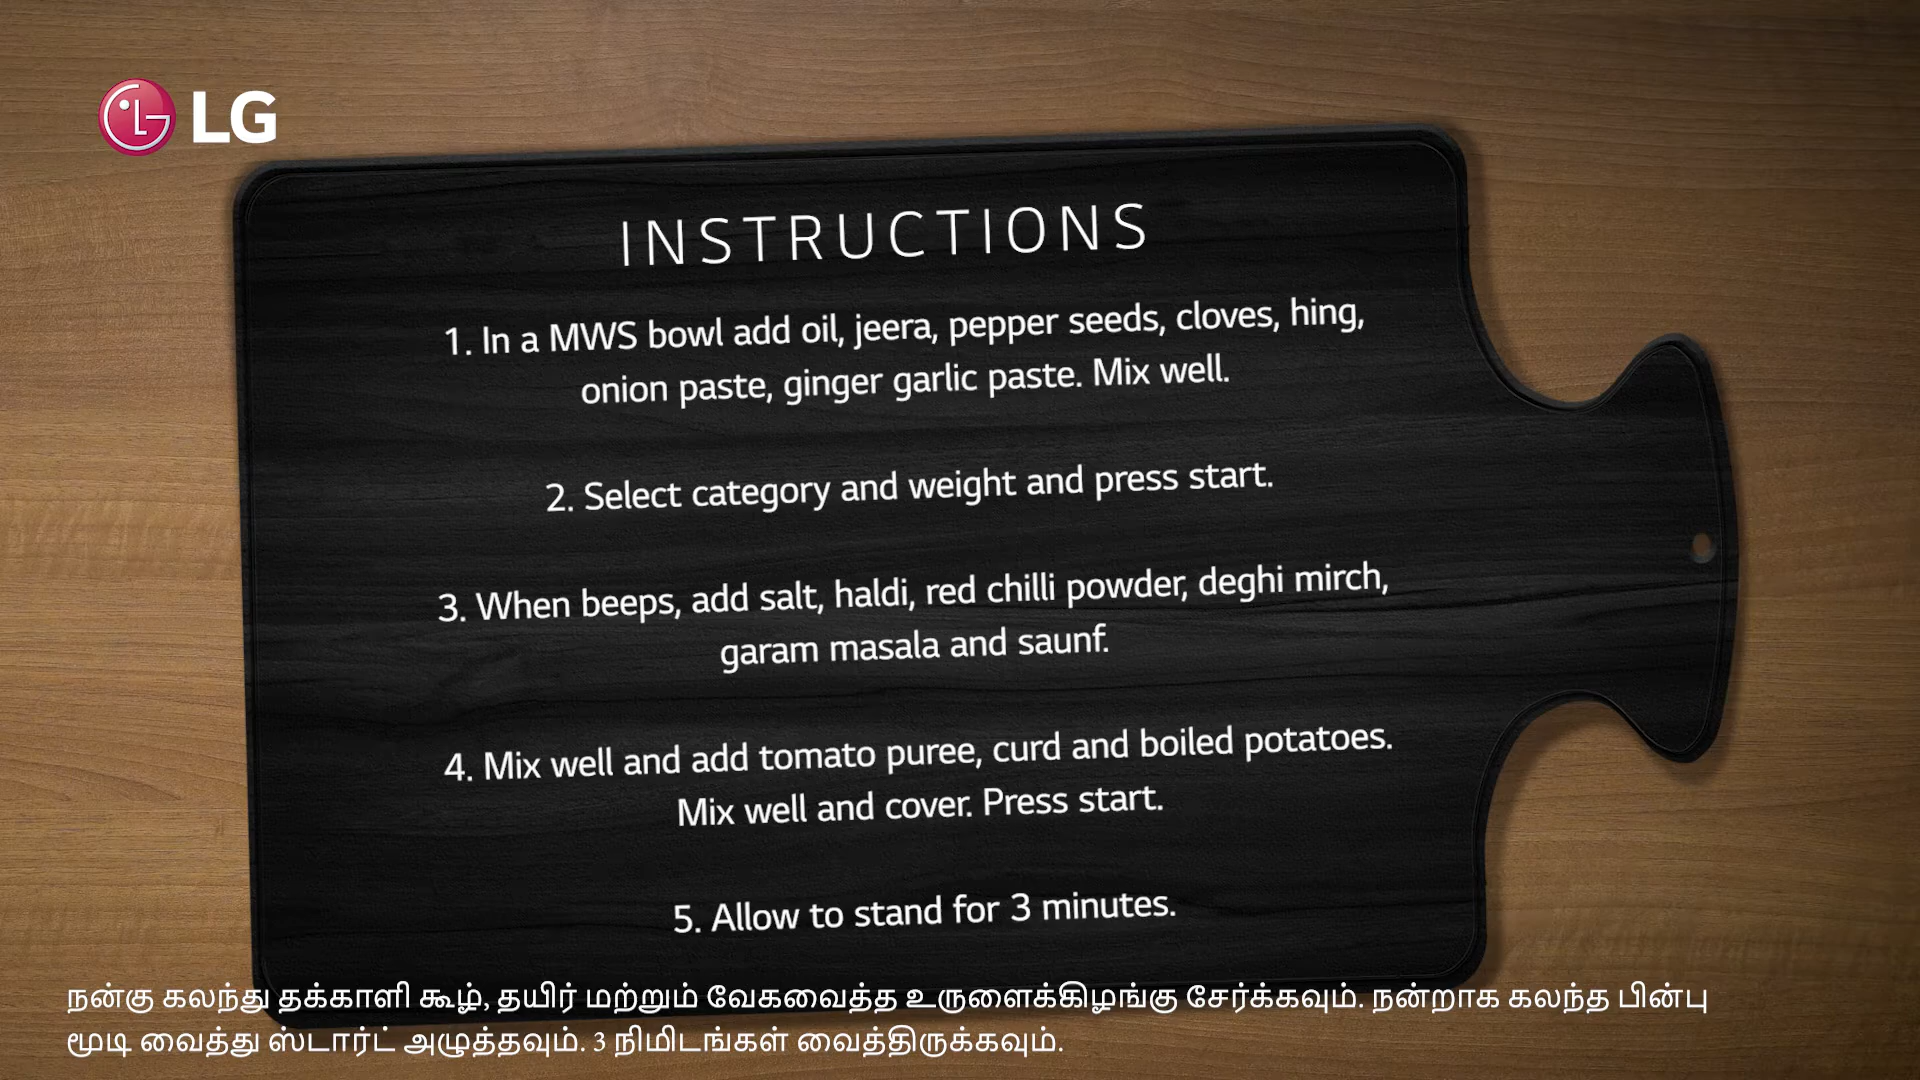 LG
INSTRUCTIONS
1. In a MWS bowl add oil, jeera, pepper seeds, cloves, hing,
onion paste, ginger garlic paste. Mix well.
2. Select category and weight and press start.
3. When beeps, add salt, haldi, red chilli powder, deghi mirch,
garam masala and saunf.
4. Mix well and add tomato puree, curd and boiled potatoes.
Mix well and cover. Press start.
5. Allow to stand for 3 minutes.
நன்கு கலந்து தக்காளி கூழ், தயிர் மற்றும் வேகவைத்த உருளைக்கிழங்கு சேர்க்கவும். நன்றாக கலந்த பின்பு
மூடி வைத்து ஸ்டார்ட் அழுத்தவும். 3 நிமிடங்கள் வைத்திருக்கவும்.